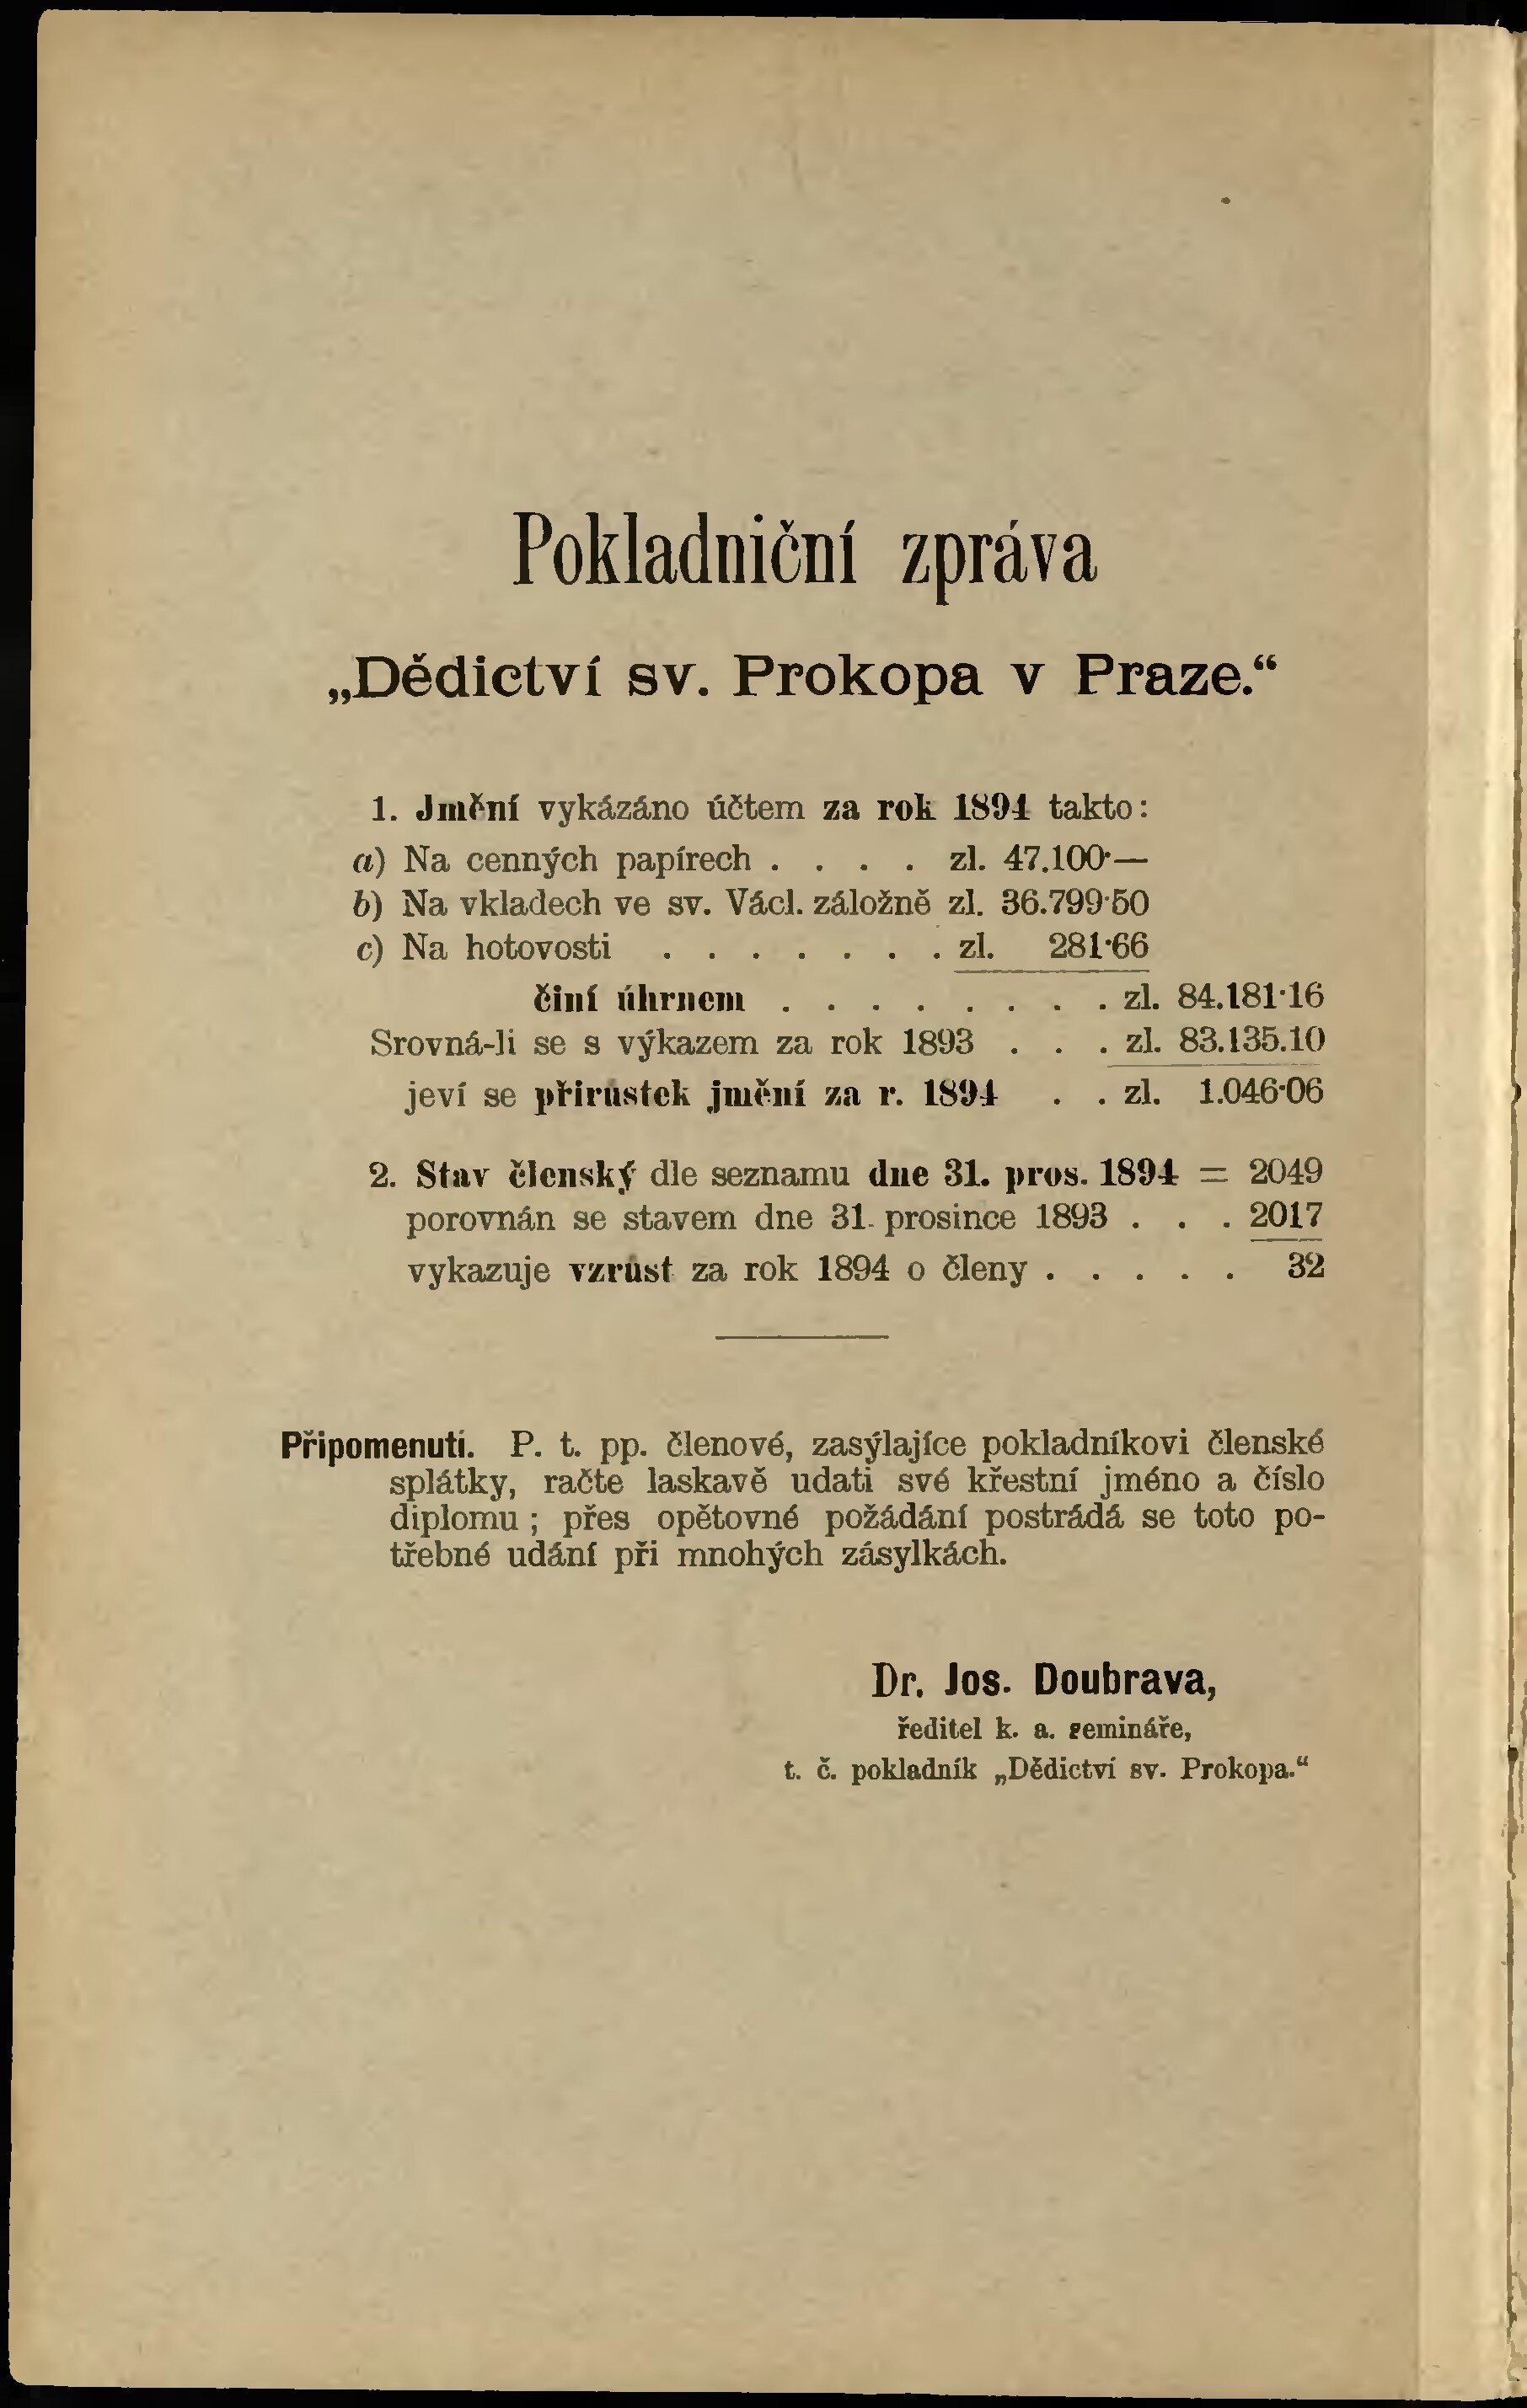 Pokladniční zpráva
„Dědictví sv. Prokopa v Praze.“
1. Jmění vykázáno účtem za rok 1894 takto:
a) Na cenných papírech . . . . zl. 47.100·—
b) Na vkladech ve sv. Václ. záložně zl. 36.799·50
c) Na hotovosti . . . . . . . zl. 281·66
činí úhrnem . . . . . . . . zl. 84.181·16
Srovná-li se s výkazem za rok 1893 . . . zl. 83.135.10
jeví se přirůstek jmění za r. 1894 . . zl. 1.046·06
2. Stav členský dle seznamu dne 31. pros. 1894 = 2049
porovnán se stavem dne 31. prosince 1893 . . . 2017
vykazuje vzrůst za rok 1894 o členy . . . . . 32
Připomenutí. P. t. pp. členové, zasýlajíce pokladníkovi členské
splátky, račte laskavě udati své křestní jméno a číslo
diplomu ; přes opětovné požádání postrádá se toto po-
třebné udání při mnohých zásylkách.
Dr. Jos. Doubrava,
ředitel k. a. semináře,
t. č. pokladník „Dědictví sv. Prokopa.“